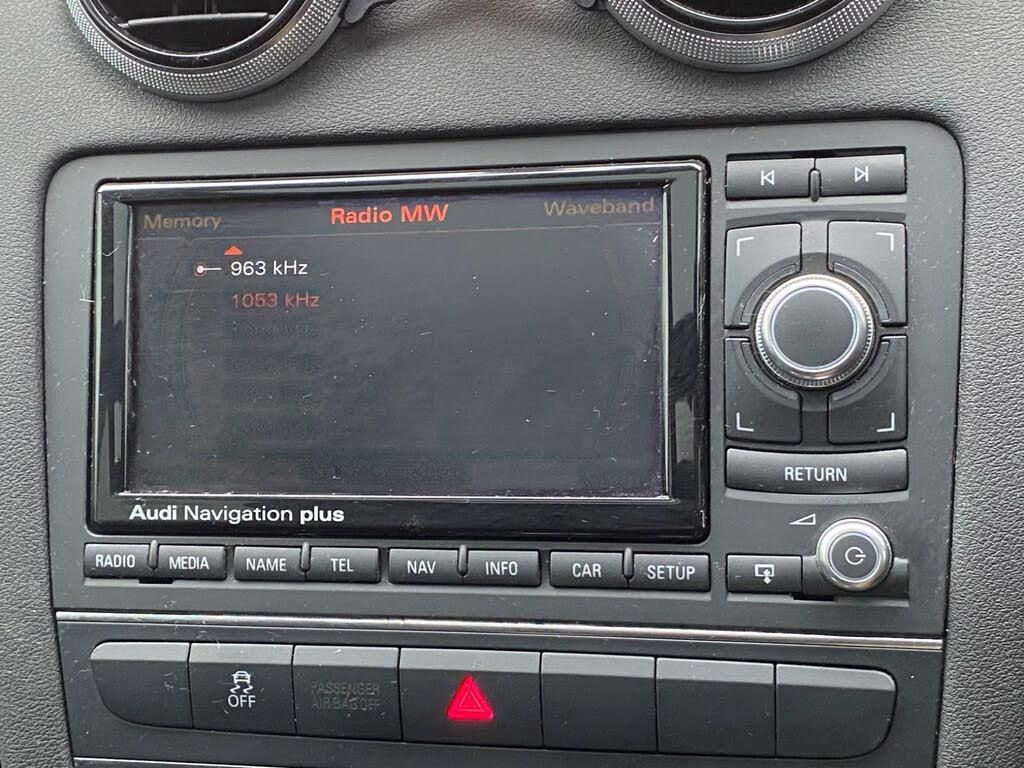 Memory Radio MW Waveband
963 kHz
1053 kHz
Audi Navigation plus
RETURN
RADIO MEDIA NAME TEL NAV INFO CAR SETUP
OFF
PASSENGER
AIR BAG OFF